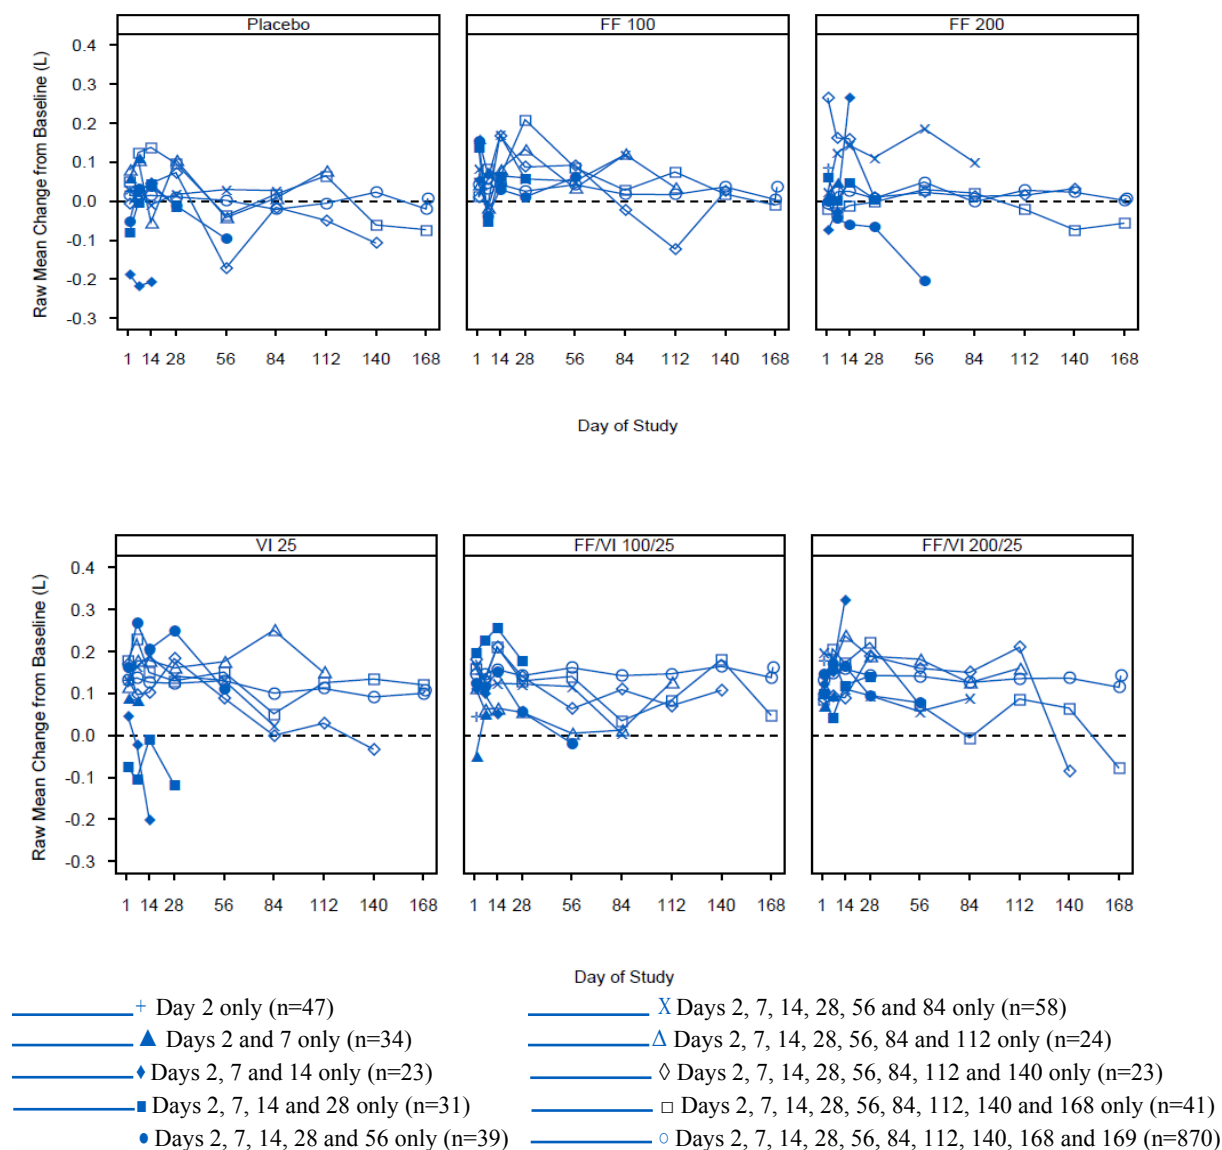 Placebo FF 100 FF 200
Raw Mean Change from Baseline (L)
0.4
0.3
0.2
0.1
0.0
-0.1
-0.2
-0.3
1 14 28 56 84 112 140 168 1 14 28 56 84 112 140 168 1 14 28 56 84 112 140 168
Day of Study
VI 25 FF/VI 100/25 FF/VI 200/25
Raw Mean Change from Baseline (L)
0.4
0.3
0.2
0.1
0.0
-0.1
-0.2
-0.3
1 14 28 56 84 112 140 168 1 14 28 56 84 112 140 168 1 14 28 56 84 112 140 168
Day of Study
Day 2 only (n=47) Days 2, 7, 14, 28, 56 and 84 only (n=58)
Days 2 and 7 only (n=34) Days 2, 7, 14, 28, 56, 84 and 112 only (n=24)
Days 2, 7 and 14 only (n=23) Days 2, 7, 14, 28, 56, 84, 112 and 140 only (n=23)
Days 2, 7, 14 and 28 only (n=31) Days 2, 7, 14, 28, 56, 84, 112, 140 and 168 only (n=41)
Days 2, 7, 14, 28 and 56 only (n=39) Days 2, 7, 14, 28, 56, 84, 112, 140, 168 and 169 (n=870)